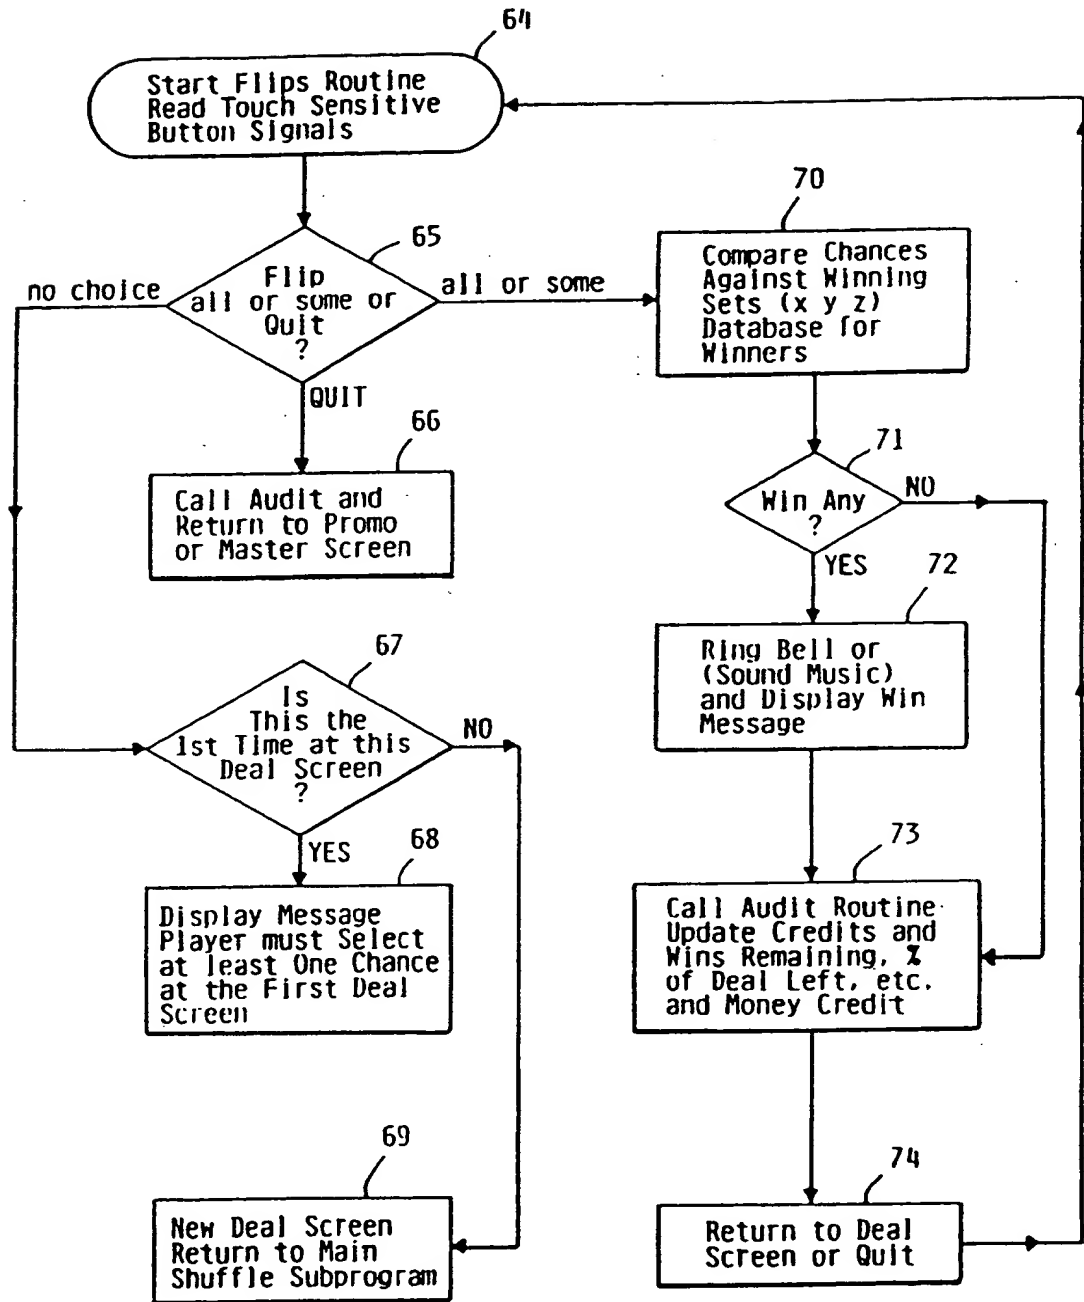 64
Start Flips Routine
Read Touch Sensitive
Button Signals
65
Flip
all or some or
Quit
?
no choice
all or some
QUIT
66
Call Audit and
Return to Promo
or Master Screen
67
Is
This the
1st Time at this
Deal Screen
?
NO
YES
68
Display Message
Player must Select
at least One Chance
at the First Deal
Screen
69
New Deal Screen
Return to Main
Shuffle Subprogram
70
Compare Chances
Against Winning
Sets (x y z)
Database for
Winners
71
Win Any
?
NO
YES
72
Ring Bell or
(Sound Music)
and Display Win
Message
73
Call Audit Routine
Update Credits and
Wins Remaining, %
of Deal Left, etc.
and Money Credit
74
Return to Deal
Screen or Quit